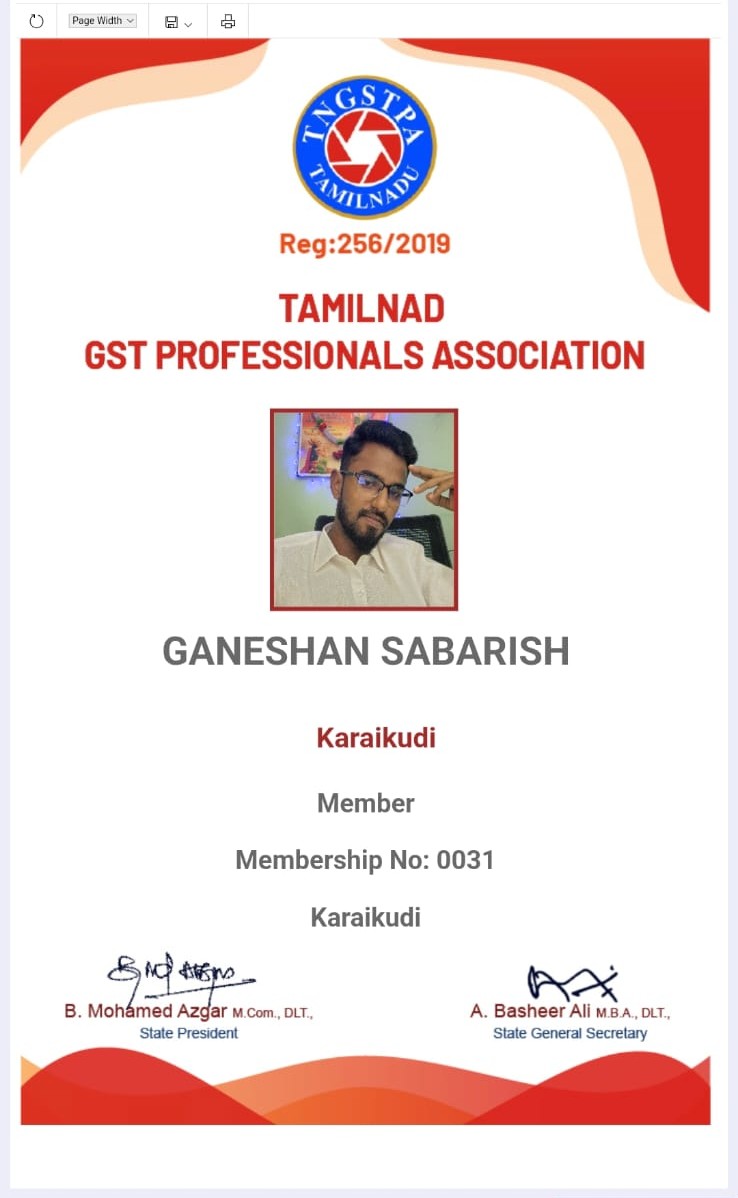 Page Width
TNGSTPA
TAMILNADU
Reg:256/2019
TAMILNAD
GST PROFESSIONALS ASSOCIATION
GANESHAN SABARISH
Karaikudi
Member
Membership No: 0031
Karaikudi
B. Mohamed Azgar M.Com., DLT.,
State President
A. Basheer Ali M.B.A., DLT.,
State General Secretary